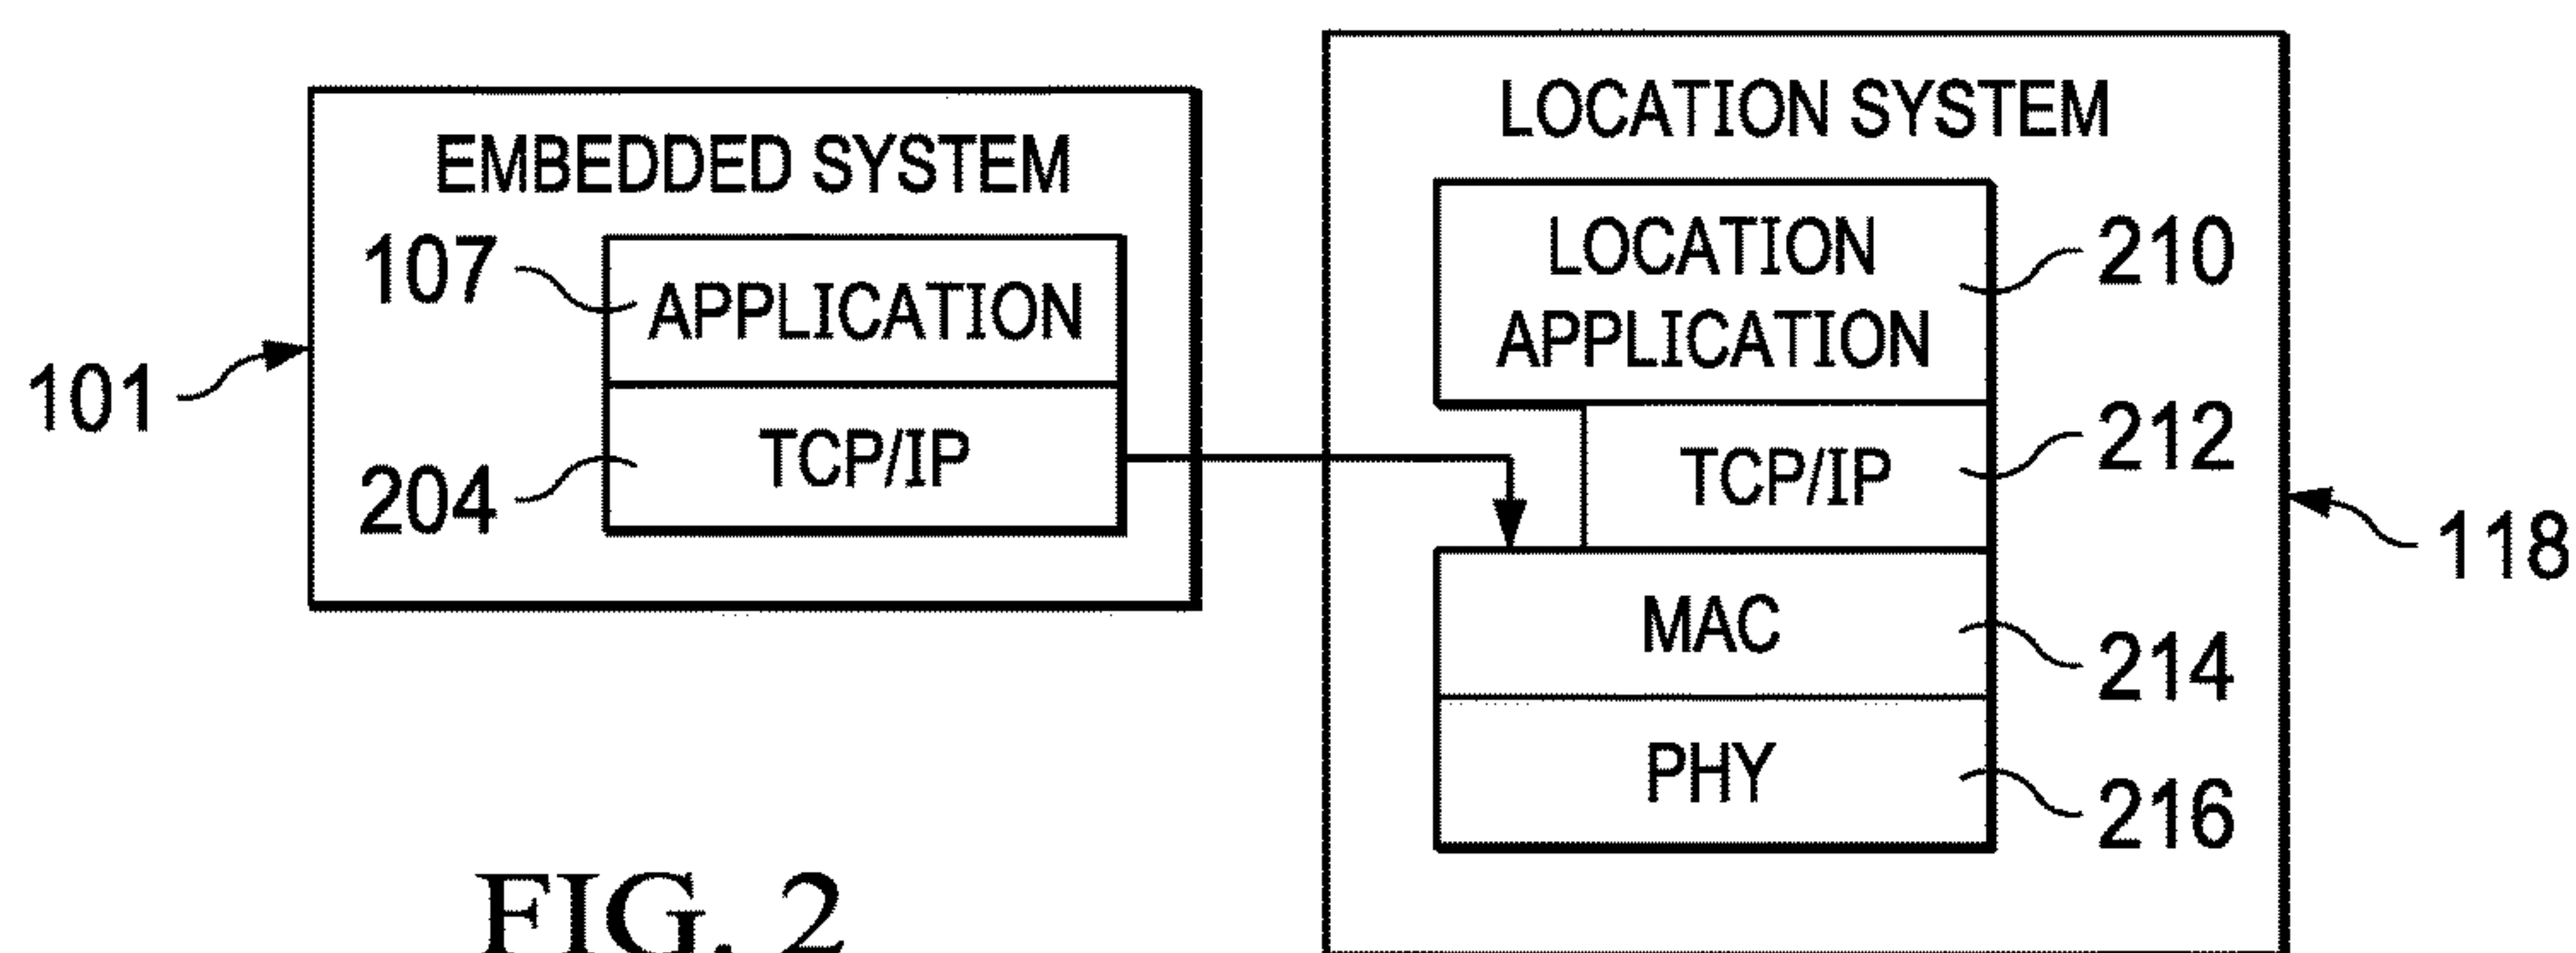 EMBEDDED SYSTEM
107
APPLICATION
101
204
TCP/IP
LOCATION SYSTEM
LOCATION
APPLICATION
210
TCP/IP
212
MAC
214
118
PHY
216
FIG. 2